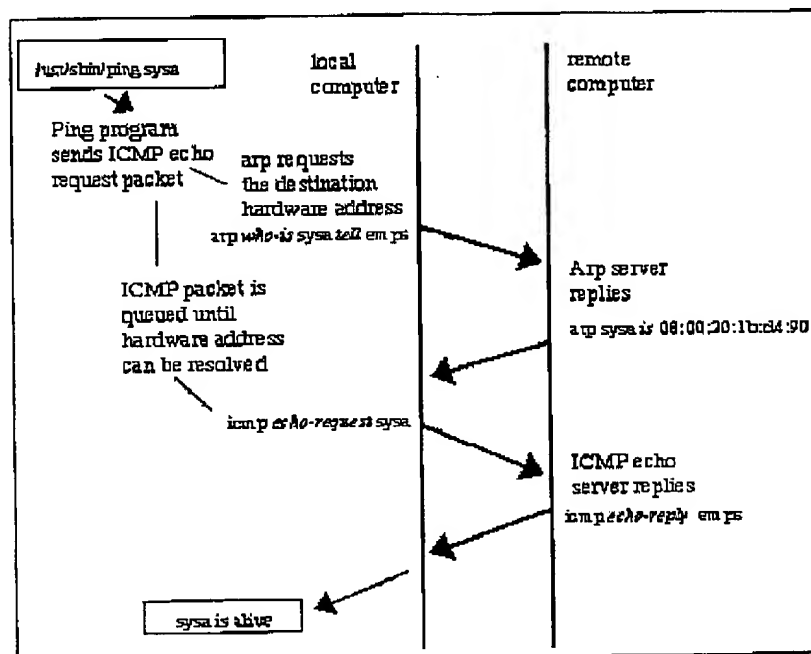 /usr/sbin/ping sysa
local
computer
remote
computer
Ping program
sends ICMP echo
request packet
arp requests
the destination
hardware address
arp who-is sysa tell emps
Arp server
replies
arp sysa is 08:00:20:1b:d4:90
ICMP packet is
queued until
hardware address
can be resolved
icmp echo-request sysa
ICMP echo
server replies
icmp echo-reply emps
sysa is alive